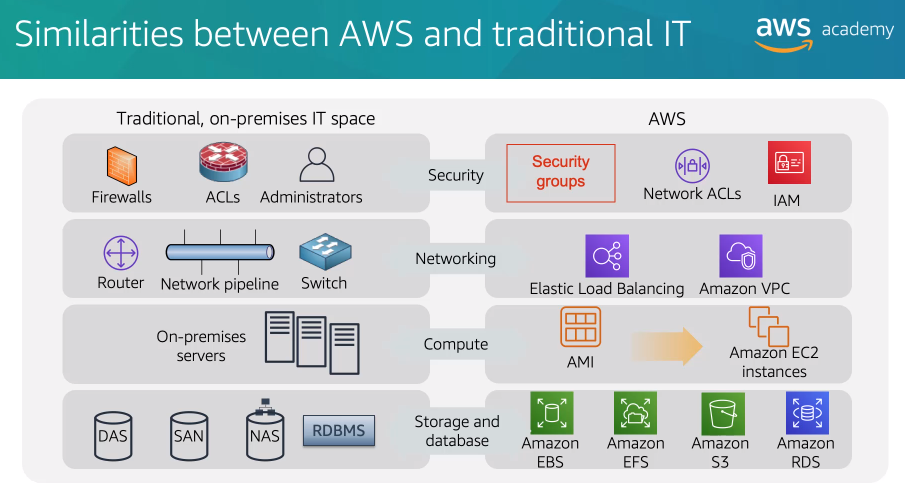 Similarities between AWS and traditional IT
aws academy
Traditional, on-premises IT space
AWS
Firewalls
ACLs
Administrators
Security
Security
groups
Network ACLs
IAM
Router
Network pipeline
Switch
Networking
Elastic Load Balancing
Amazon VPC
On-premises
servers
Compute
AMI
Amazon EC2
instances
DAS
SAN
NAS
RDBMS
Storage and
database
Amazon
EBS
Amazon
EFS
Amazon
S3
Amazon
RDS